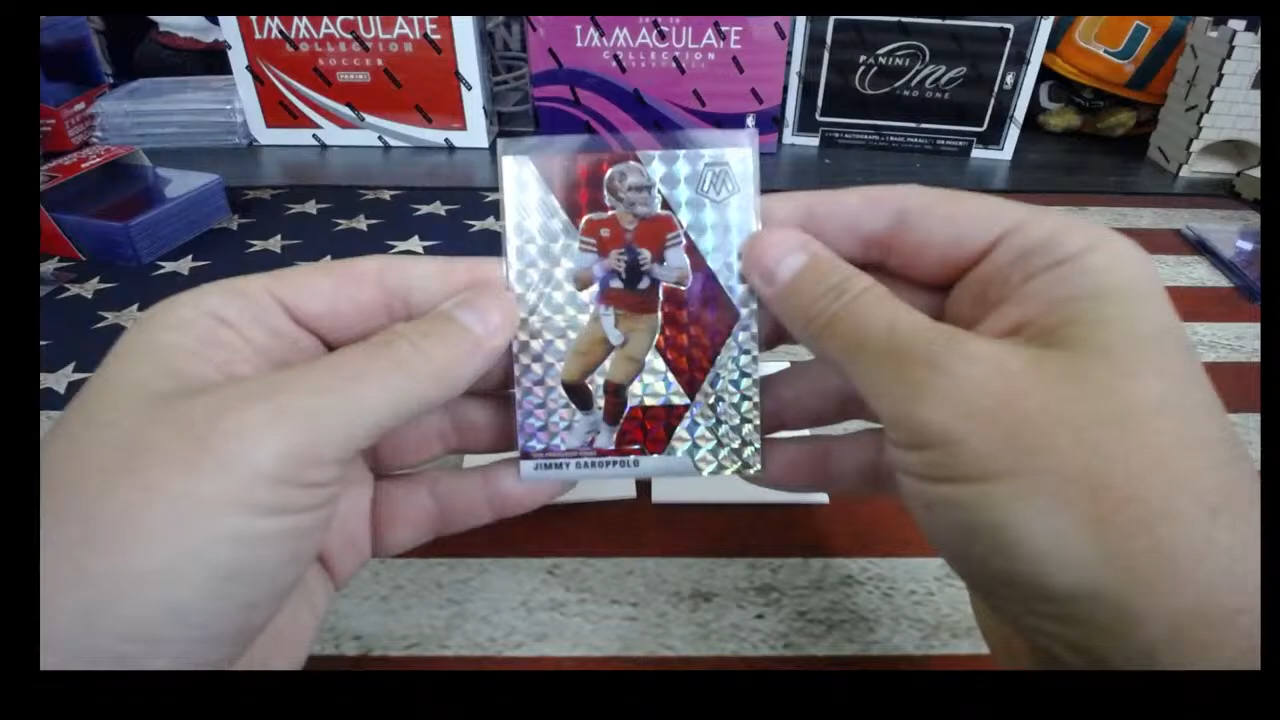 IMMACULATE
COLLECTION
SOCCER
PANINI
IMMACULATE
COLLECTION
PANINI
One
AND ONE
U
M
JIMMY GAROPPOLO